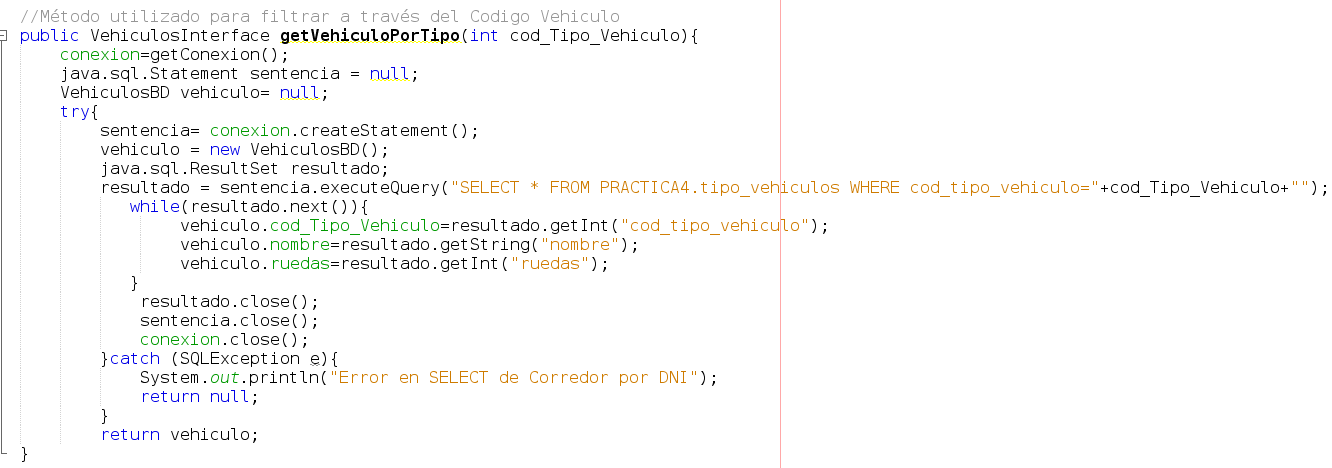 //Método utilizado para filtrar a través del Codigo Vehiculo
public VehiculosInterface getVehiculoPorTipo(int cod_Tipo_Vehiculo){
conexion=getConexion();
java.sql.Statement sentencia = null;
VehiculosBD vehiculo= null;
try{
sentencia= conexion.createStatement();
vehiculo = new VehiculosBD();
java.sql.ResultSet resultado;
resultado = sentencia.executeQuery("SELECT * FROM PRACTICA4.tipo_vehiculos WHERE cod_tipo_vehiculo="+cod_Tipo_Vehiculo+"");
while(resultado.next()){
vehiculo.cod_Tipo_Vehiculo=resultado.getInt("cod_tipo_vehiculo");
vehiculo.nombre=resultado.getString("nombre");
vehiculo.ruedas=resultado.getInt("ruedas");
}
resultado.close();
sentencia.close();
conexion.close();
}catch (SQLException e){
System.out.println("Error en SELECT de Corredor por DNI");
return null;
}
return vehiculo;
}